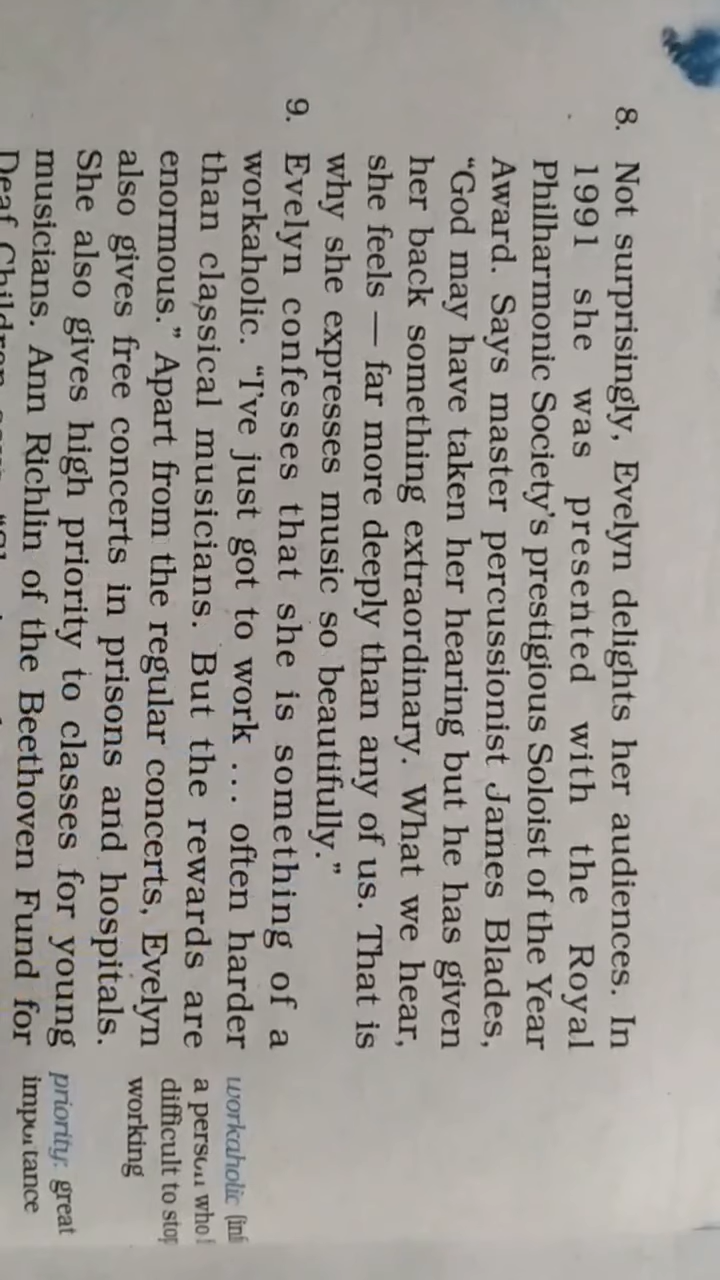 8. Not surprisingly, Evelyn delights her audiences. In
1991 she was presented with the Royal
Philharmonic Society's prestigious Soloist of the Year
Award. Says master percussionist James Blades,
“God may have taken her hearing but he has given
her back something extraordinary. What we hear,
she feels — far more deeply than any of us. That is
why she expresses music so beautifully.”
9. Evelyn confesses that she is something of a
workaholic. “I've just got to work ... often harder
than classical musicians. But the rewards are
enormous.” Apart from the regular concerts, Evelyn
also gives free concerts in prisons and hospitals.
She also gives high priority to classes for young
musicians. Ann Richlin of the Beethoven Fund for
Deaf Children
workaholic
a person who
difficult to stop
working
priority: great
importance